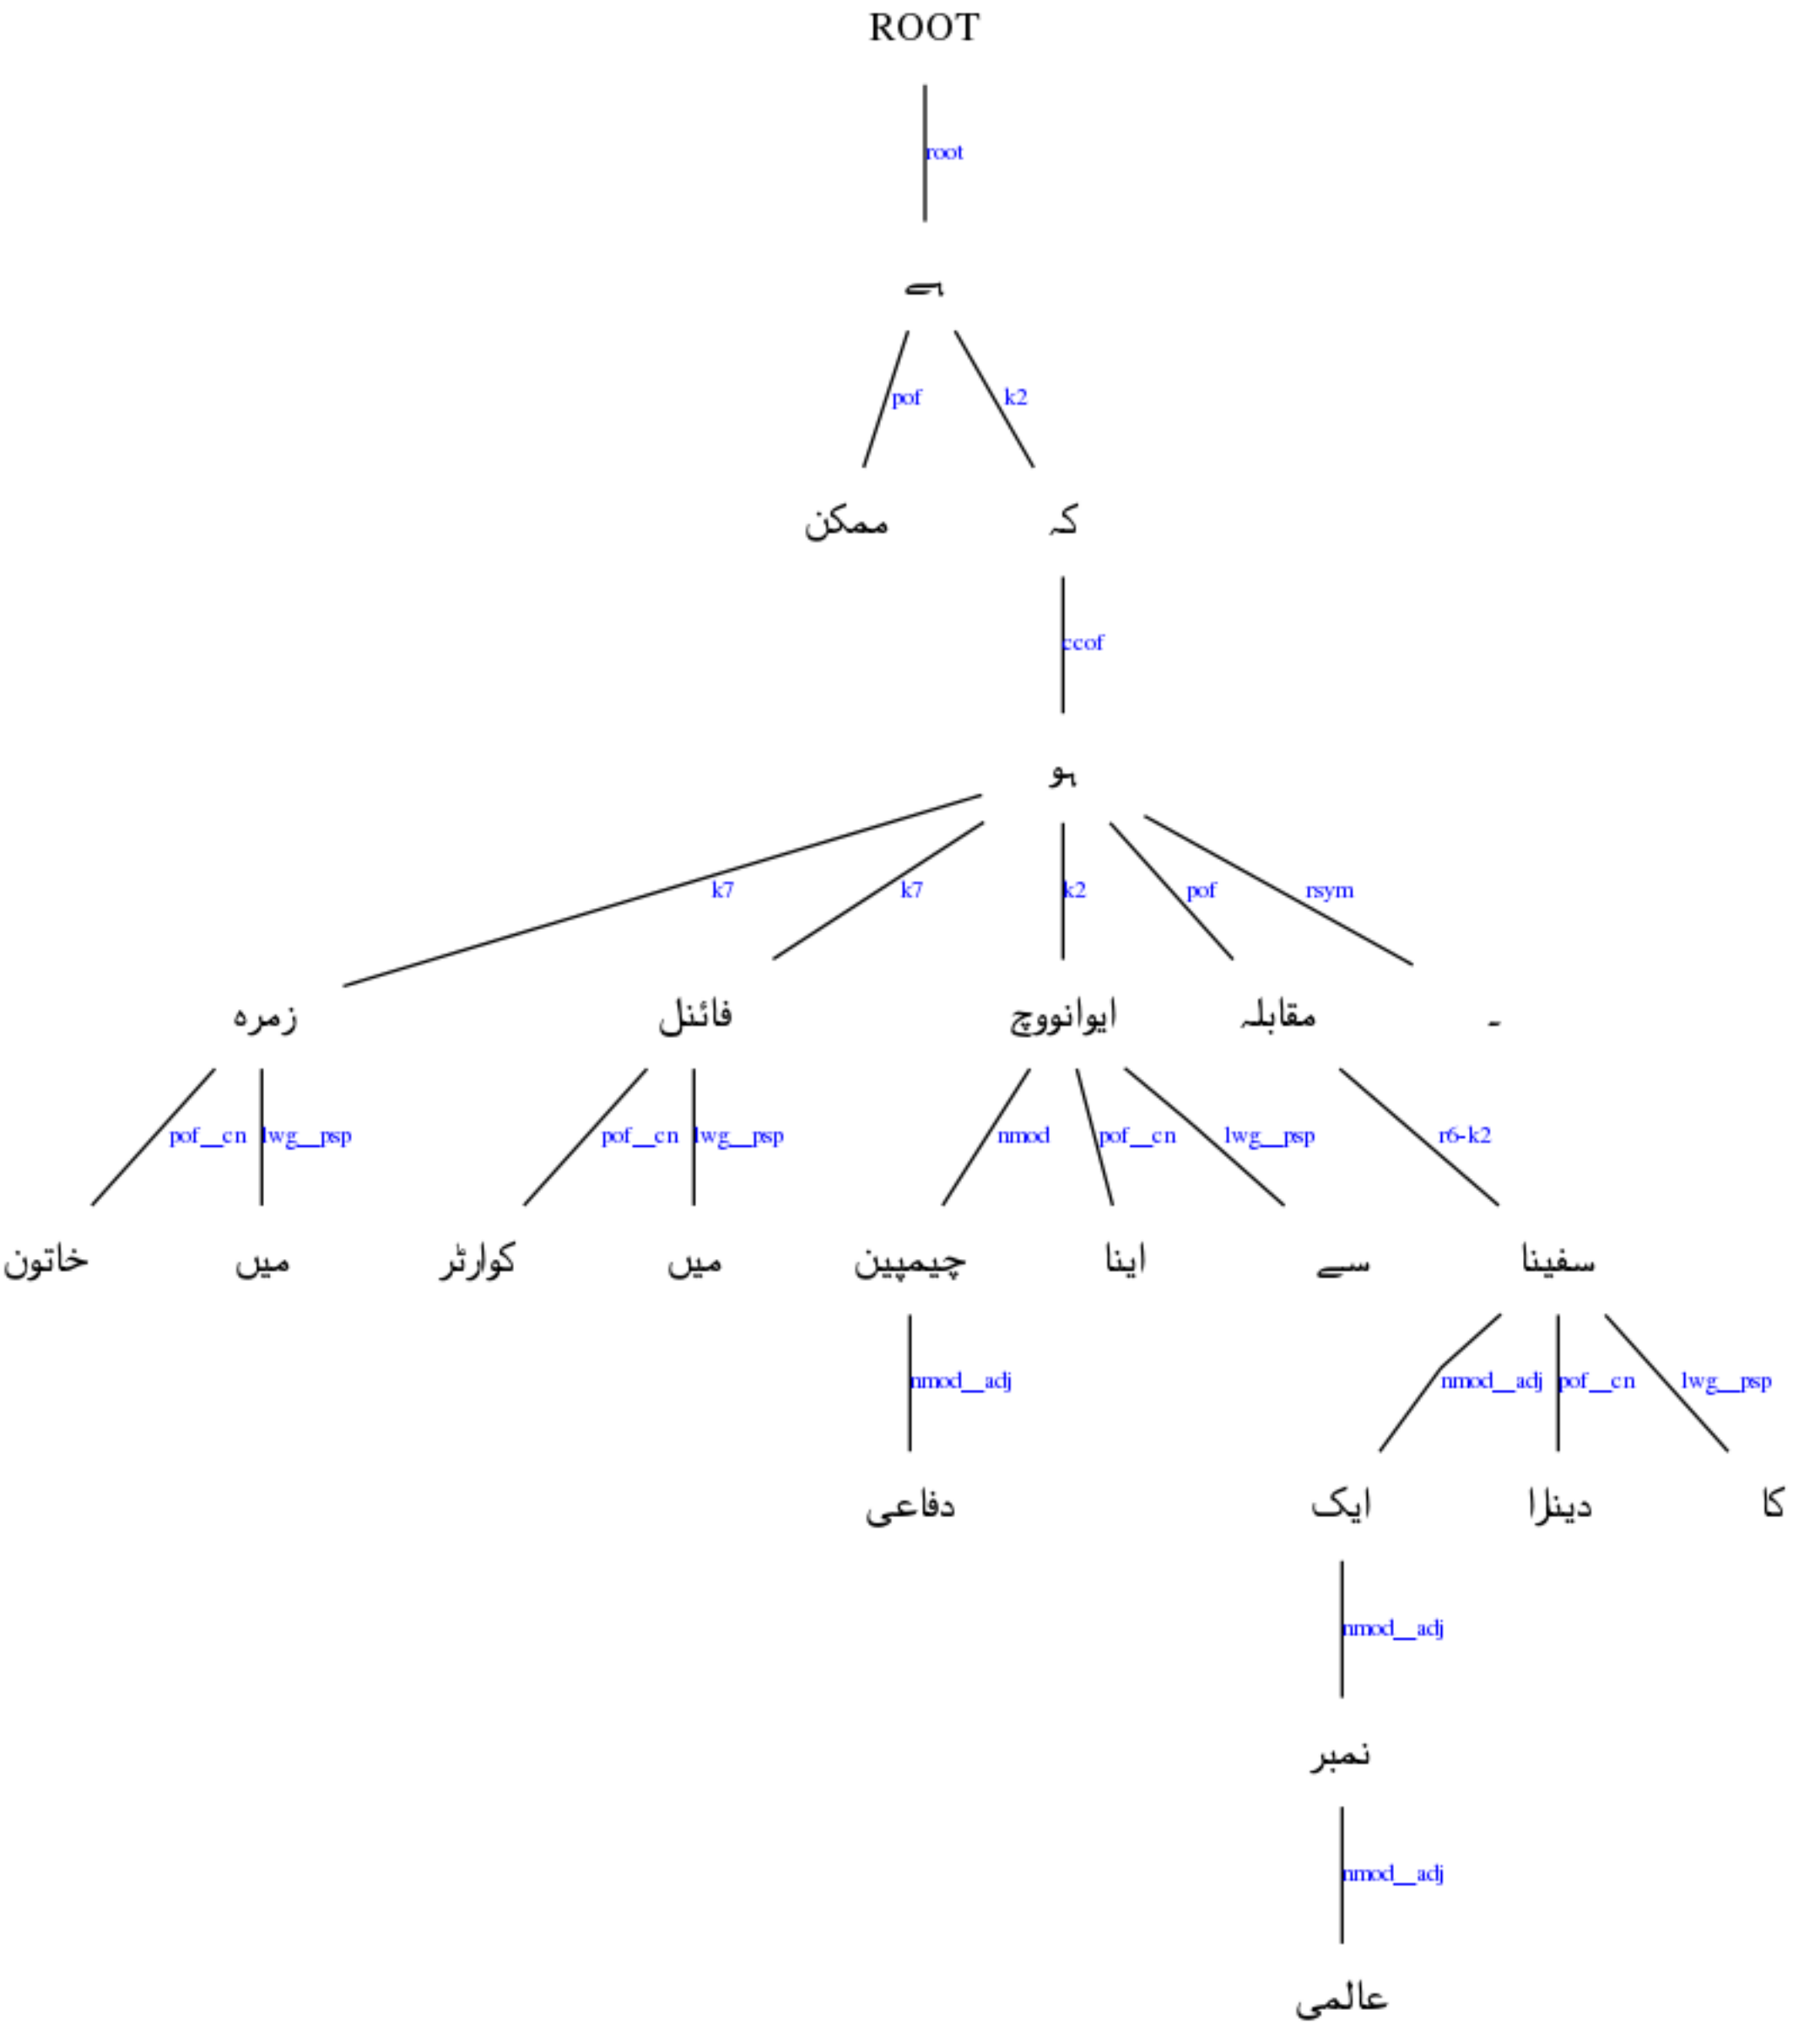 ROOT
root
ہے
pof k2
ممکن کہ
ccof
ہو
k7 k7 k2 pof rsym
زمرہ فائنل ایوانووچ مقابلہ ۔
pof__cn lwg__psp pof__cn lwg__psp nmod pof__cn lwg__psp r6-k2
خاتون میں کوارٹر میں چیمپین اینا سے سفینا
nmod__adj nmod__adj pof__cn lwg__psp
دفاعی ایک دینلرا کا
nmod__adj
نمبر
nmod__adj
عالمی